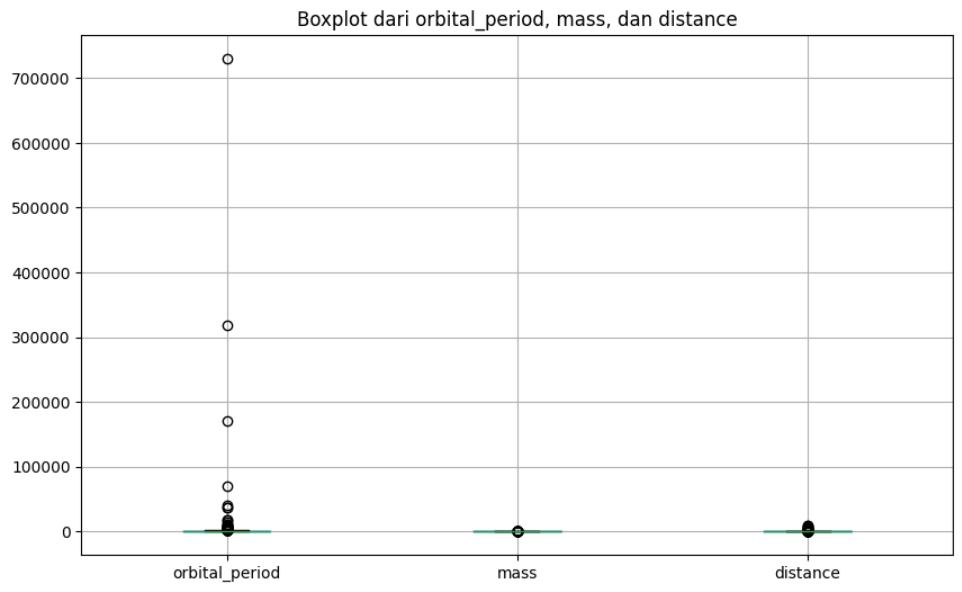 Boxplot dari orbital_period, mass, dan distance
700000
600000
500000
400000
300000
200000
100000
0
orbital_period
mass
distance